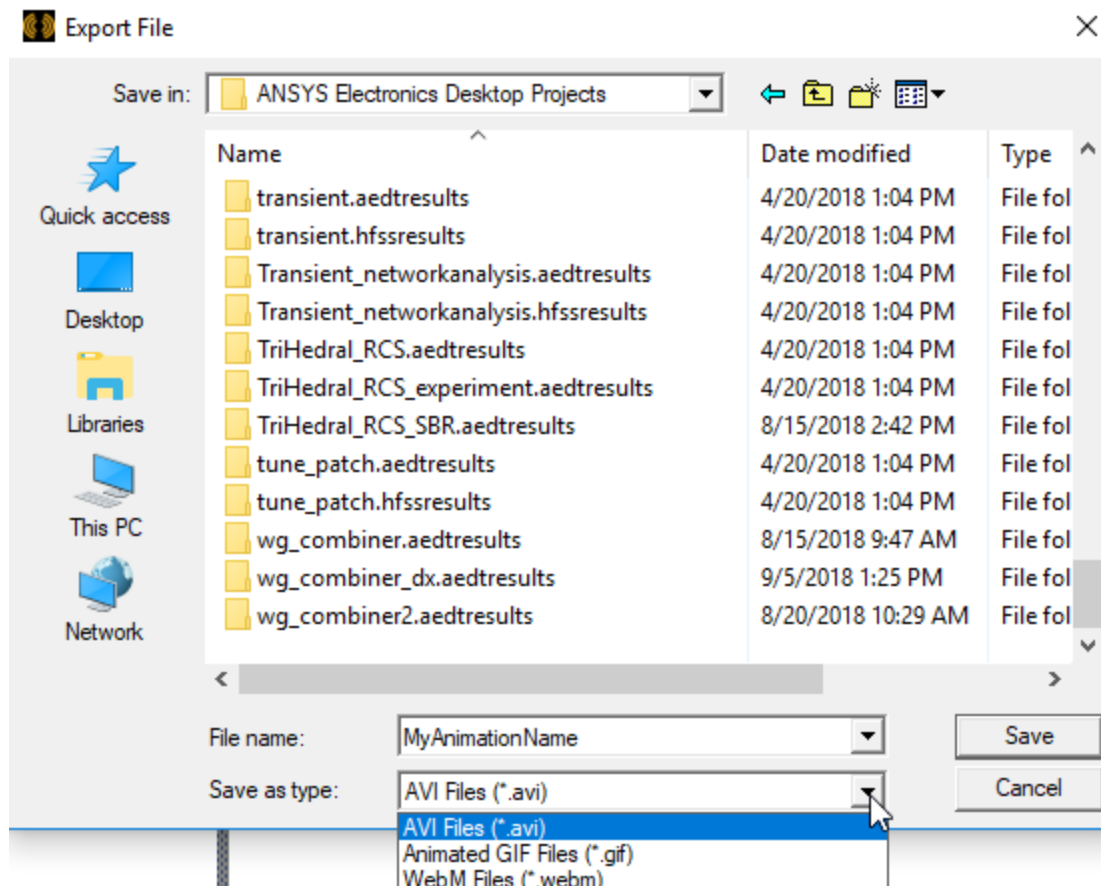 Export File
Save in: ANSYS Electronics Desktop Projects
Name Date modified Type
Quick access
Desktop
Libraries
This PC
Network
transient.aedtresults 4/20/2018 1:04 PM File fol
transient.hfssresults 4/20/2018 1:04 PM File fol
Transient_networkanalysis.aedtresults 4/20/2018 1:04 PM File fol
Transient_networkanalysis.hfssresults 4/20/2018 1:04 PM File fol
TriHedral_RCS.aedtresults 4/20/2018 1:04 PM File fol
TriHedral_RCS_experiment.aedtresults 4/20/2018 1:04 PM File fol
TriHedral_RCS_SBR.aedtresults 8/15/2018 2:42 PM File fol
tune_patch.aedtresults 4/20/2018 1:04 PM File fol
tune_patch.hfssresults 4/20/2018 1:04 PM File fol
wg_combiner.aedtresults 8/15/2018 9:47 AM File fol
wg_combiner_dx.aedtresults 9/5/2018 1:25 PM File fol
wg_combiner2.aedtresults 8/20/2018 10:29 AM File fol
File name: MyAnimationName Save
Save as type: AVI Files (*.avi) Cancel
AVI Files (*.avi)
Animated GIF Files (*.gif)
WebM Files (*.webm)